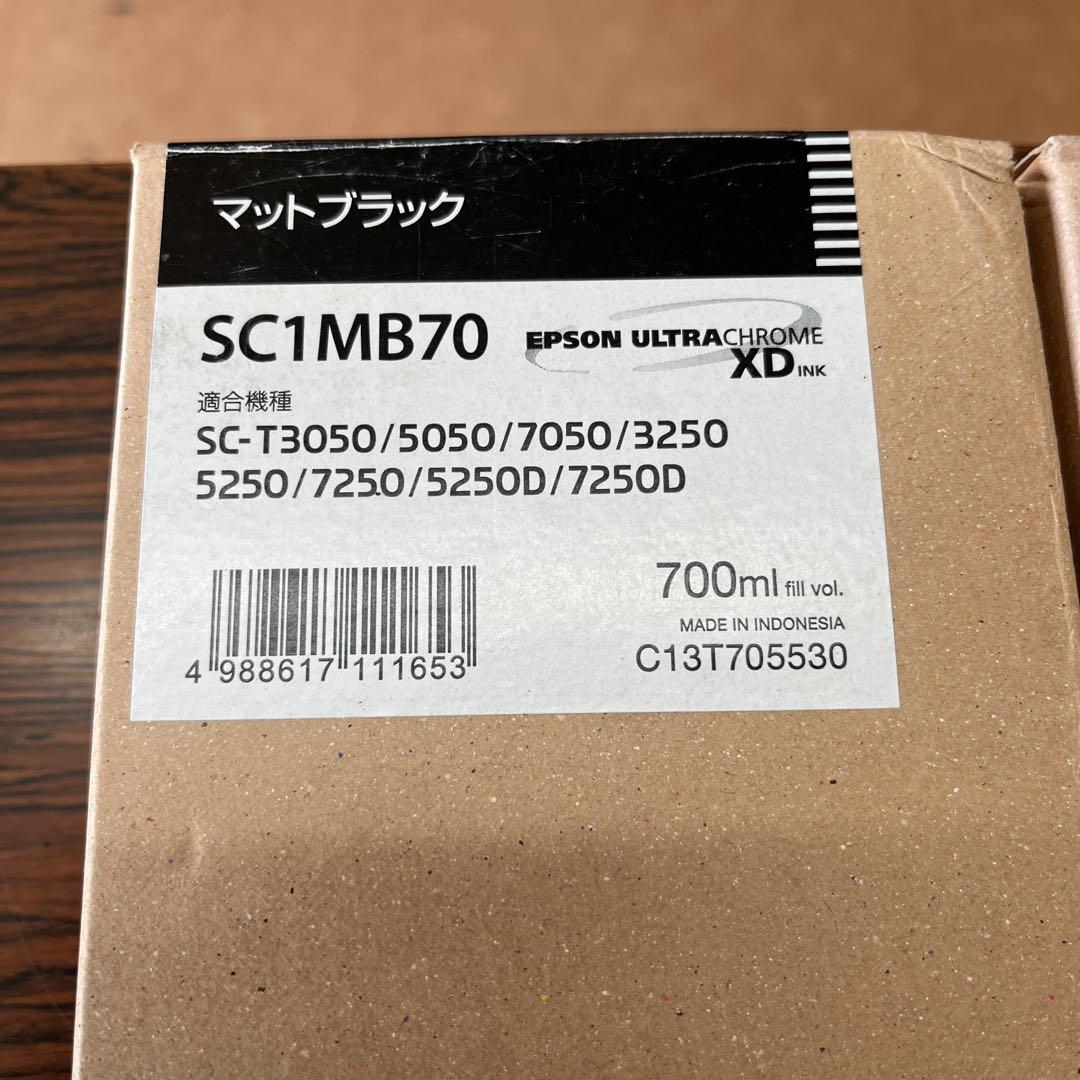 マットブラック
SC1MB70
EPSON ULTRACHROME
XD INK
適合機種
SC-T3050/5050/7050/3250
5250/7250/5250D/7250D
700ml fill vol.
MADE IN INDONESIA
C13T705530
4 988617 111653